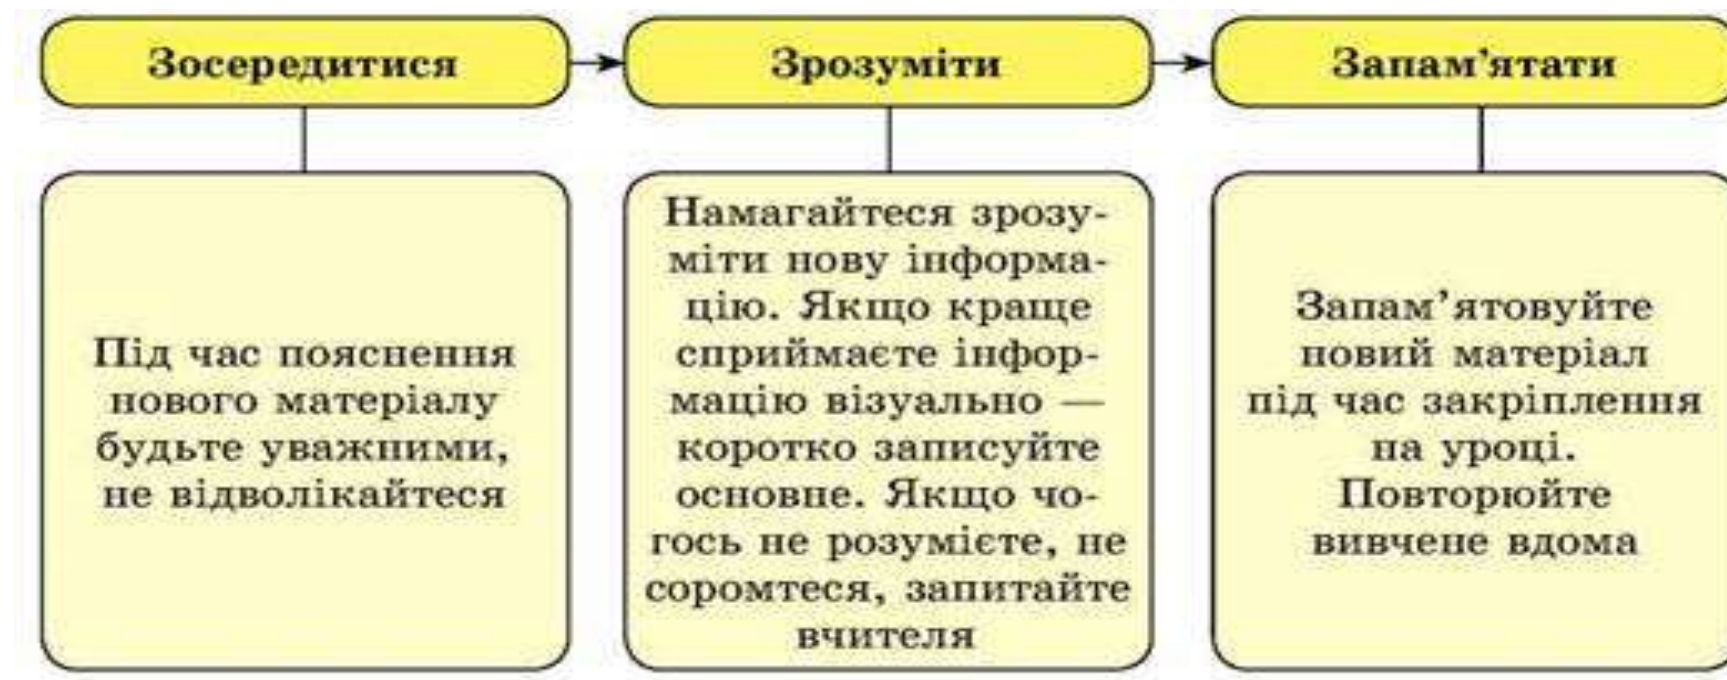 Зосередитися
Зрозуміти
Запам'ятати
Під час пояснення
нового матеріалу
будьте уважними,
не відволікайтеся
Намагайтеся зрозу-
міти нову інформа-
цію. Якщо краще
сприймаєте інфор-
мацію візуально —
коротко записуйте
основне. Якщо чо-
гось не розумієте, не
соромтеся, запитайте
вчителя
Запам’ятовуйте
новий матеріал
під час закріплення
на уроці.
Повторюйте
вивчене вдома